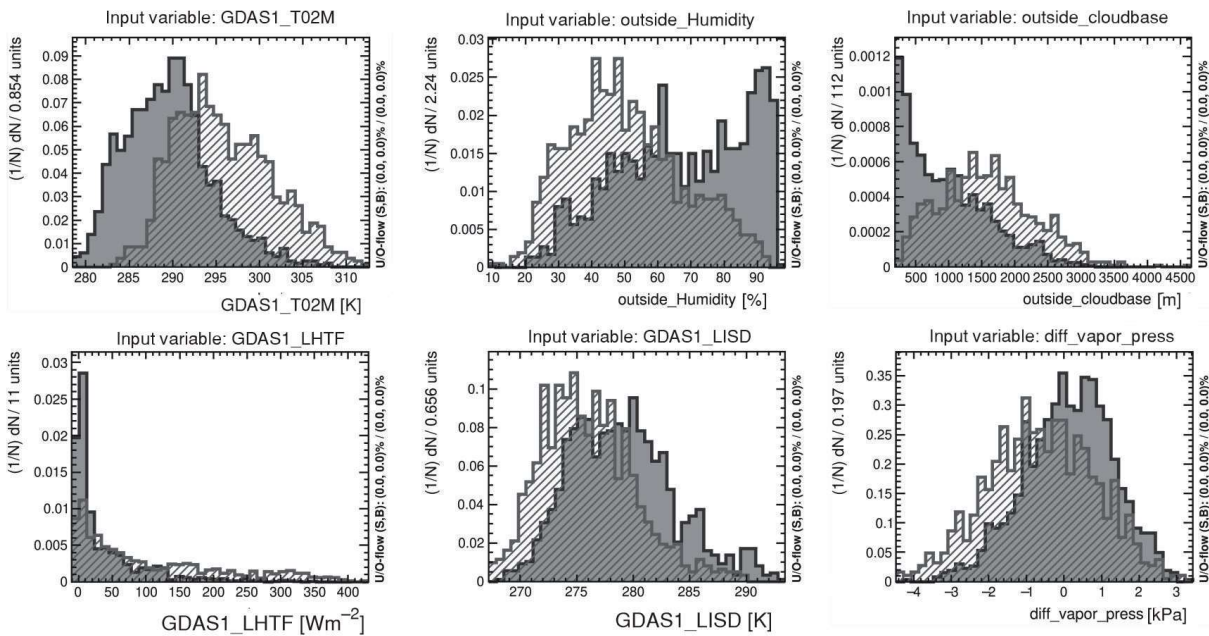 Input variable: GDAS1_T02M
(1/N) dN / 0.854 units
0.09
0.08
0.07
0.06
0.05
0.04
0.03
0.02
0.01
0
280 285 290 295 300 305 310
GDAS1_T02M [K]
U/O-flow (S,B): (0.0, 0.0)% / (0.0, 0.0)%
Input variable: outside_Humidity
(1/N) dN / 2.24 units
0.03
0.025
0.02
0.015
0.01
0.005
0
10 20 30 40 50 60 70 80 90
outside_Humidity [%]
U/O-flow (S,B): (0.0, 0.0)% / (0.0, 0.0)%
Input variable: outside_cloudbase
(1/N) dN / 112 units
0.0012
0.001
0.0008
0.0006
0.0004
0.0002
0
500 1000 1500 2000 2500 3000 3500 4000 4500
outside_cloudbase [m]
U/O-flow (S,B): (0.0, 0.0)% / (0.0, 0.0)%
Input variable: GDAS1_LHTF
(1/N) dN / 11 units
0.03
0.025
0.02
0.015
0.01
0.005
0
0 50 100 150 200 250 300 350 400
GDAS1_LHTF [Wm⁻²]
U/O-flow (S,B): (0.0, 0.0)% / (0.0, 0.0)%
Input variable: GDAS1_LISD
(1/N) dN / 0.656 units
0.1
0.08
0.06
0.04
0.02
0
270 275 280 285 290
GDAS1_LISD [K]
U/O-flow (S,B): (0.0, 0.0)% / (0.0, 0.0)%
Input variable: diff_vapor_press
(1/N) dN / 0.197 units
0.35
0.3
0.25
0.2
0.15
0.1
0.05
0
−4 −3 −2 −1 0 1 2 3
diff_vapor_press [kPa]
U/O-flow (S,B): (0.0, 0.0)% / (0.0, 0.0)%